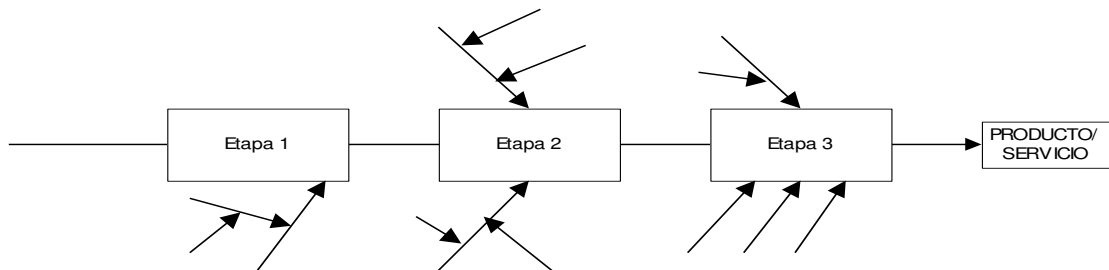 Etapa 1
Etapa 2
Etapa 3
PRODUCTO/
SERVICIO